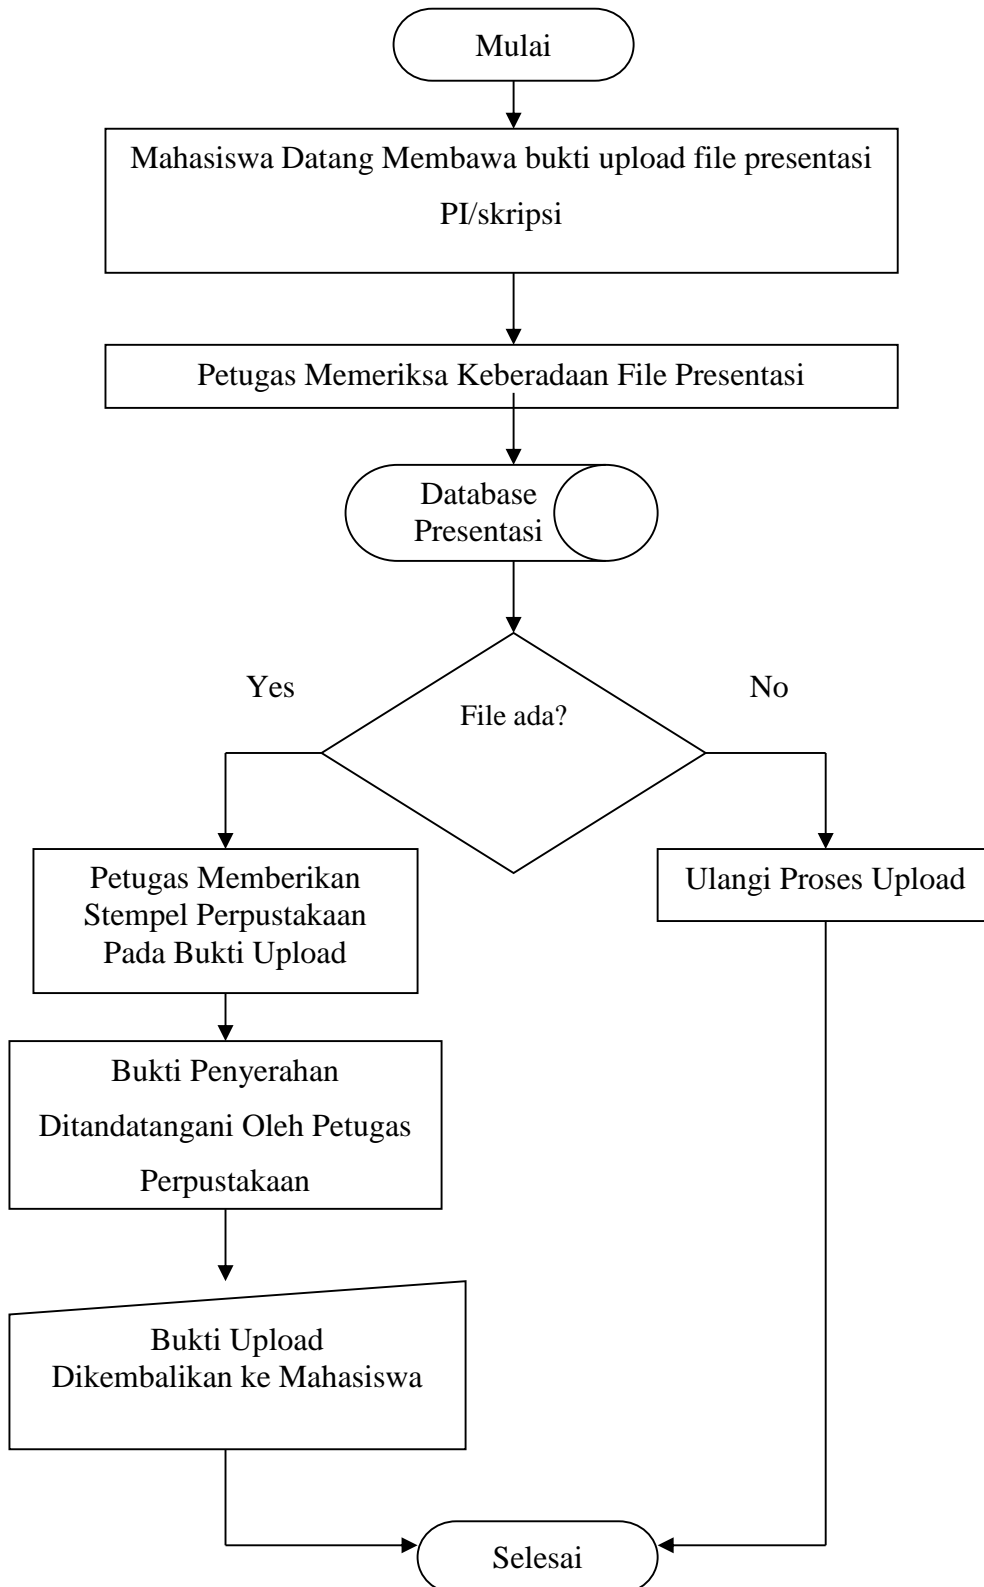 Mulai
Mahasiswa Datang Membawa bukti upload file presentasi
PI/skripsi
Petugas Memeriksa Keberadaan File Presentasi
Database
Presentasi
Yes
No
File ada?
Petugas Memberikan
Stempel Perpustakaan
Pada Bukti Upload
Ulangi Proses Upload
Bukti Penyerahan
Ditandatangani Oleh Petugas
Perpustakaan
Bukti Upload
Dikembalikan ke Mahasiswa
Selesai